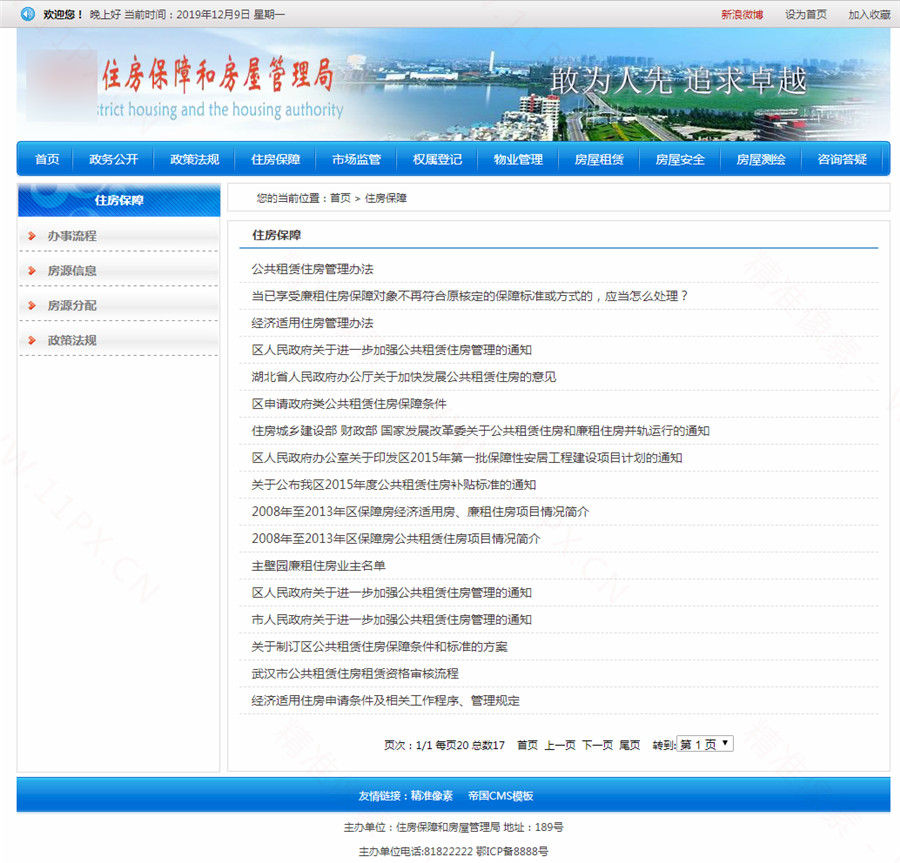 欢迎您！ 晚上好 当前时间：2019年12月9日 星期一
新浪微博 设为首页 加入收藏
住房保障和房屋管理局
strict housing and the housing authority
敢为人先 追求卓越
首页 政务公开 政策法规 住房保障 市场监管 权属登记 物业管理 房屋租赁 房屋安全 房屋测绘 咨询答疑
住房保障
办事流程
房源信息
房源分配
政策法规
您的当前位置：首页 > 住房保障
住房保障
公共租赁住房管理办法
当已享受廉租住房保障对象不再符合原核定的保障标准或方式的，应当怎么处理？
经济适用住房管理办法
区人民政府关于进一步加强公共租赁住房管理的通知
湖北省人民政府办公厅关于加快发展公共租赁住房的意见
区申请政府类公共租赁住房保障条件
住房城乡建设部 财政部 国家发展改革委关于公共租赁住房和廉租住房并轨运行的通知
区人民政府办公室关于印发区2015年第一批保障性安居工程建设项目计划的通知
关于公布我区2015年度公共租赁住房补贴标准的通知
2008年至2013年区保障房经济适用房、廉租住房项目情况简介
2008年至2013年区保障房公共租赁住房项目情况简介
主壁园廉租住房业主名单
区人民政府关于进一步加强公共租赁住房管理的通知
市人民政府关于进一步加强公共租赁住房管理的通知
关于制订区公共租赁住房保障条件和标准的方案
武汉市公共租赁住房租赁资格审核流程
经济适用住房申请条件及相关工作程序、管理规定
页次：1/1 每页20 总数17 首页 上一页 下一页 尾页 转到:第 1 页
友情链接：精准像素 帝国CMS模板
主办单位：住房保障和房屋管理局 地址：189号
主办单位电话:81822222 鄂ICP备8888号